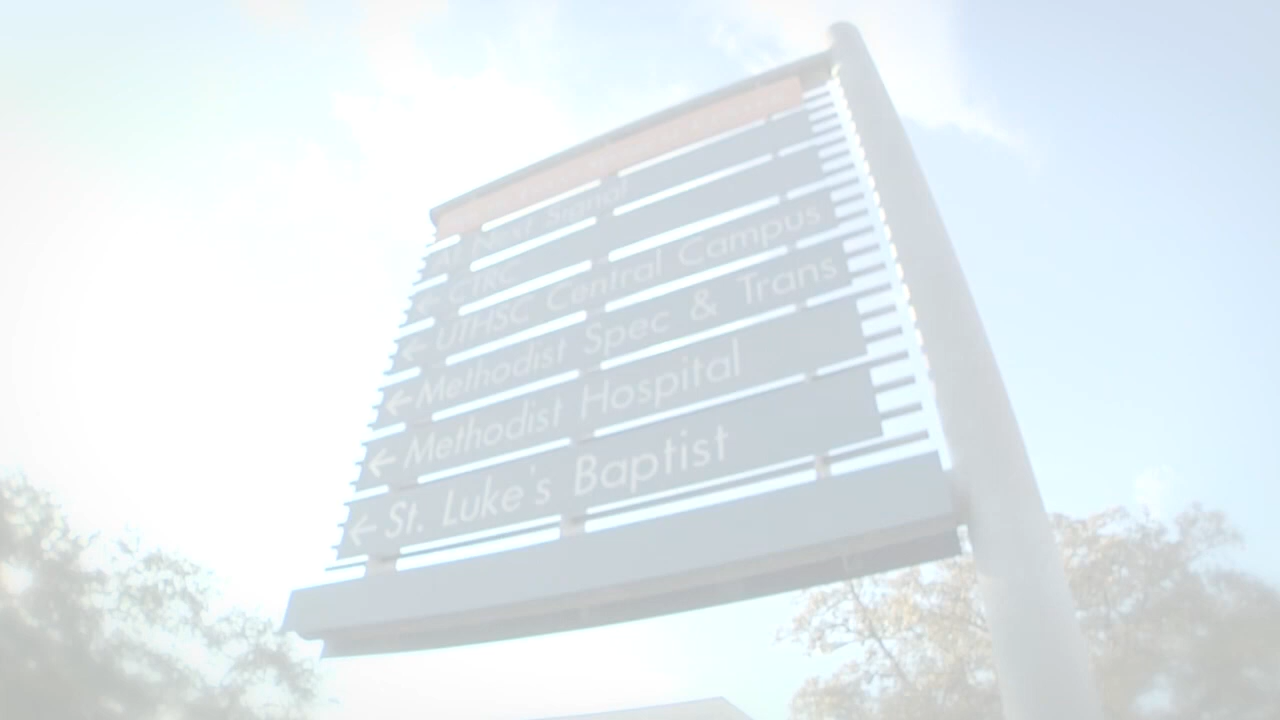 At Next Signal
← CTRC
← UTHSC Central Campus
← Methodist Spec & Trans
← Methodist Hospital
← St. Luke's Baptist